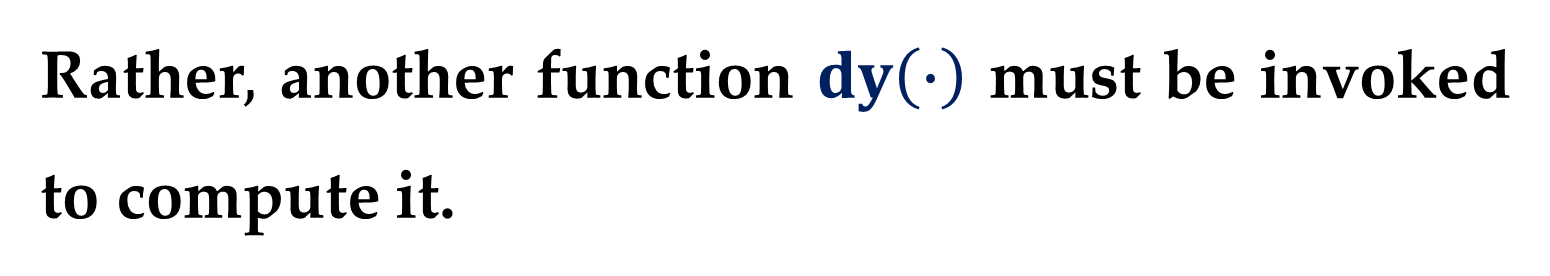 Rather, another function dy(·) must be invoked
to compute it.